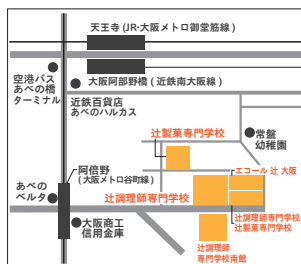 天王寺 (JR・大阪メトロ御堂筋線)
空港バス
あべの橋
ターミナル
大阪阿部野橋 (近鉄南大阪線)
近鉄百貨店
あべのハルカス
辻製菓専門学校
常盤
幼稚園
阿倍野
(大阪メトロ谷町線)
エコール 辻 大阪
あべの
ベルタ
辻調理師専門学校
大阪商工
信用金庫
辻調理師専門学校
辻製菓専門学校
辻調理師
専門学校南館